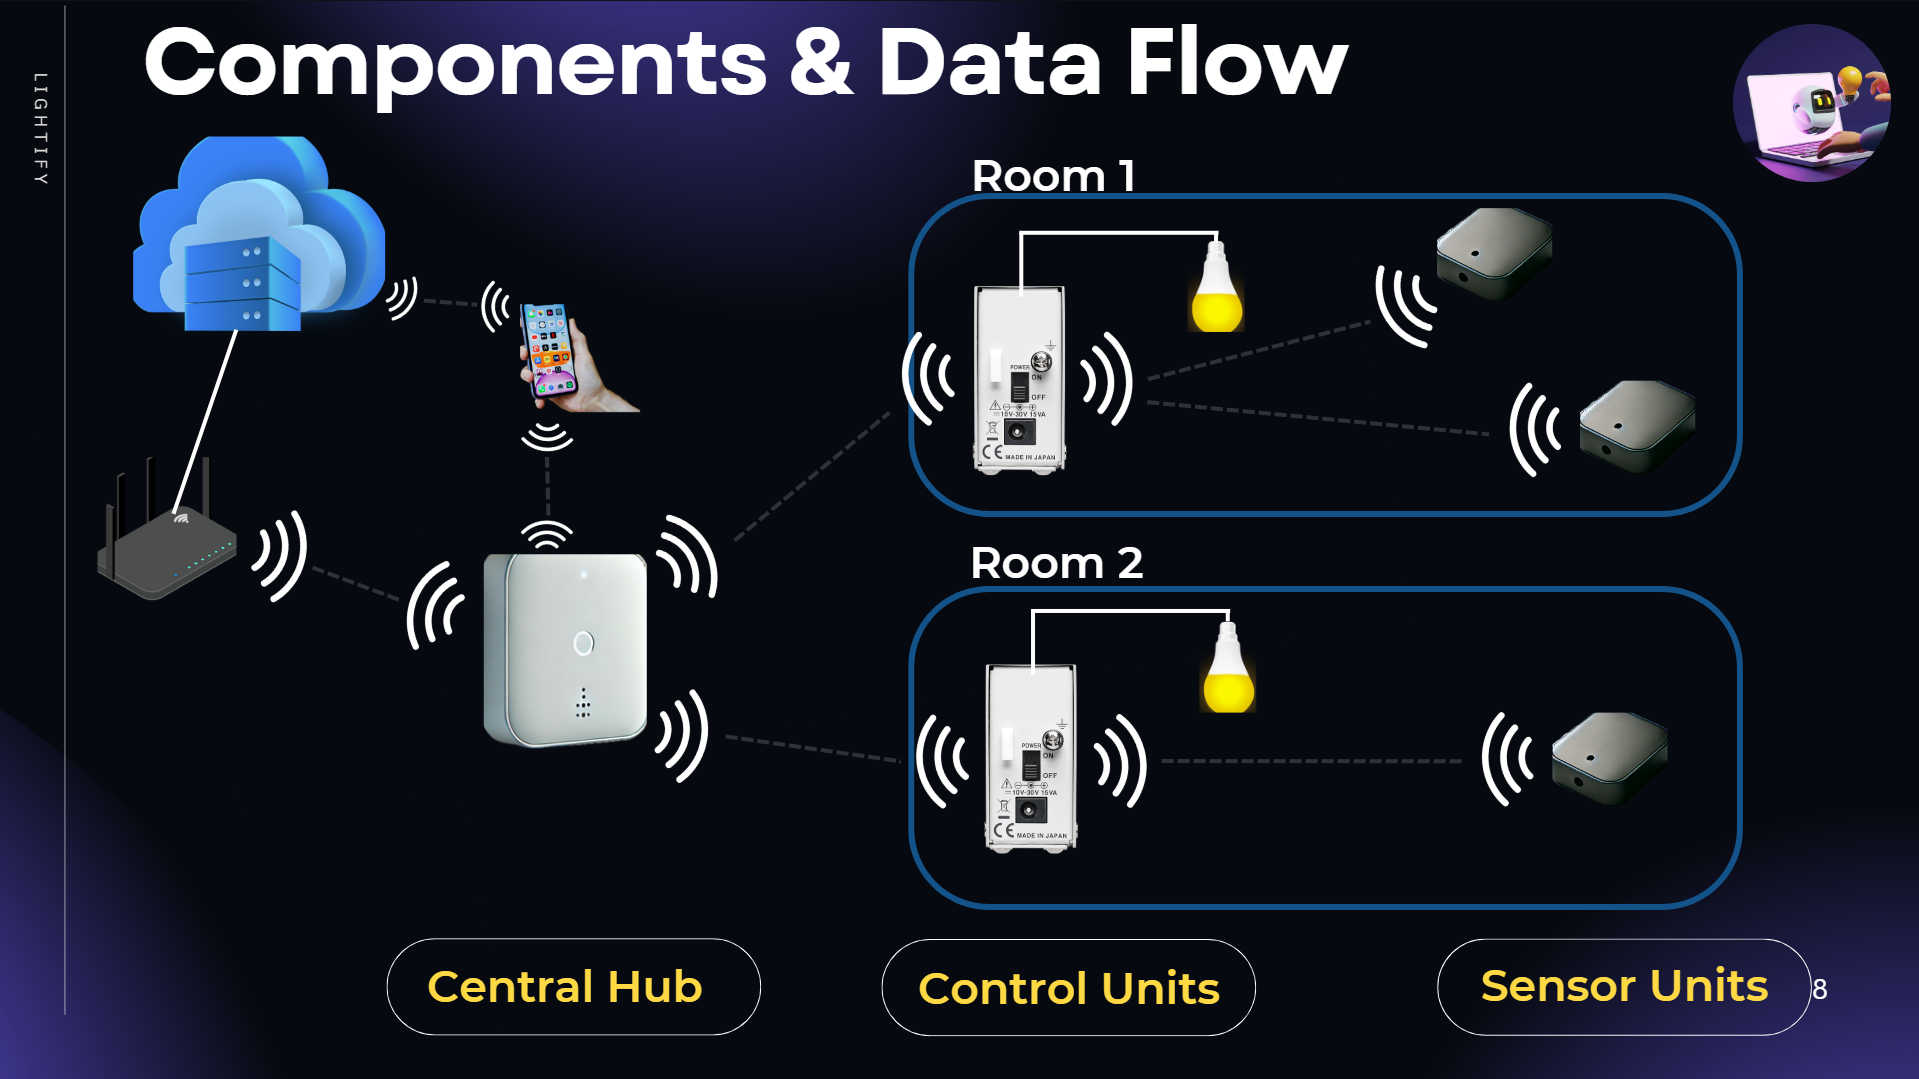 Components & Data Flow
LIGHTIFY
Room 1
POWER
ON
OFF
10V-30V 15VA
CE MADE IN JAPAN
Room 2
POWER
ON
OFF
10V-30V 15VA
CE MADE IN JAPAN
Central Hub
Control Units
Sensor Units
8